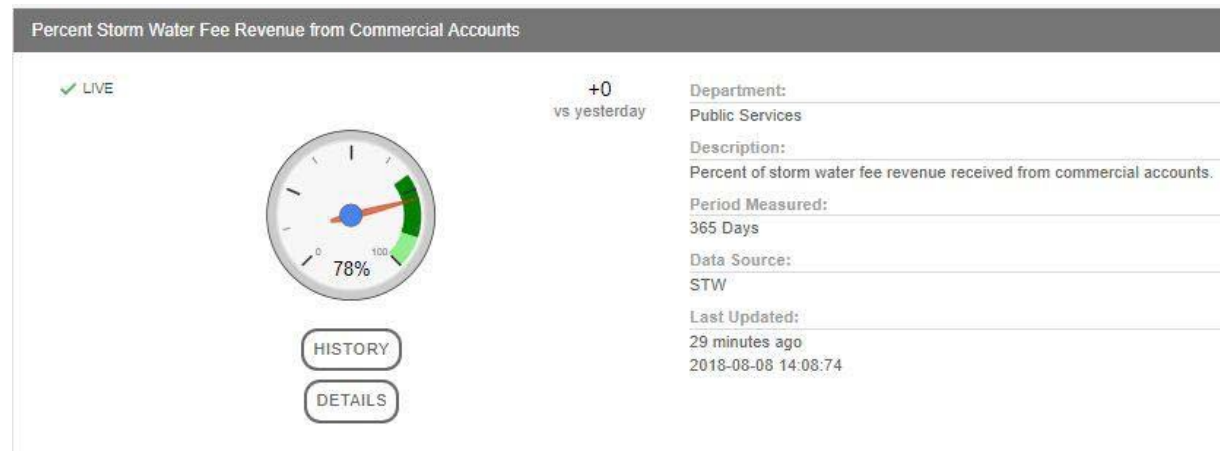 Percent Storm Water Fee Revenue from Commercial Accounts
LIVE
+0
vs yesterday
0
100
78%
HISTORY
DETAILS
Department:
Public Services
Description:
Percent of storm water fee revenue received from commercial accounts.
Period Measured:
365 Days
Data Source:
STW
Last Updated:
29 minutes ago
2018-08-08 14:08:74